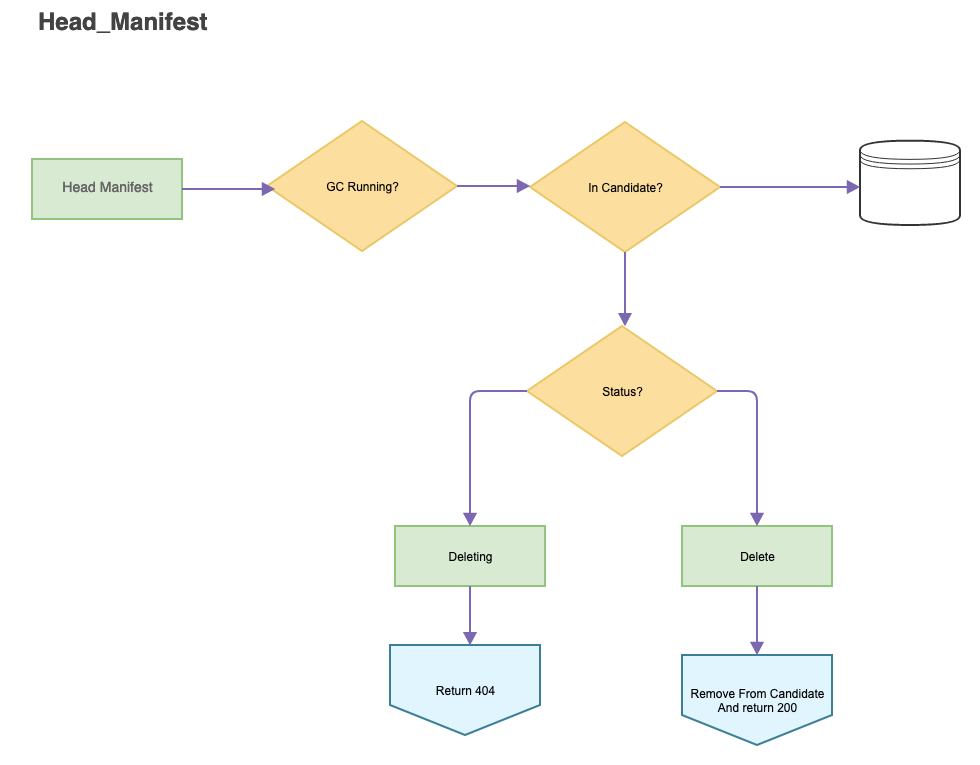 Head_Manifest
Head Manifest
GC Running?
In Candidate?
Status?
Deleting
Delete
Return 404
Remove From Candidate
And return 200